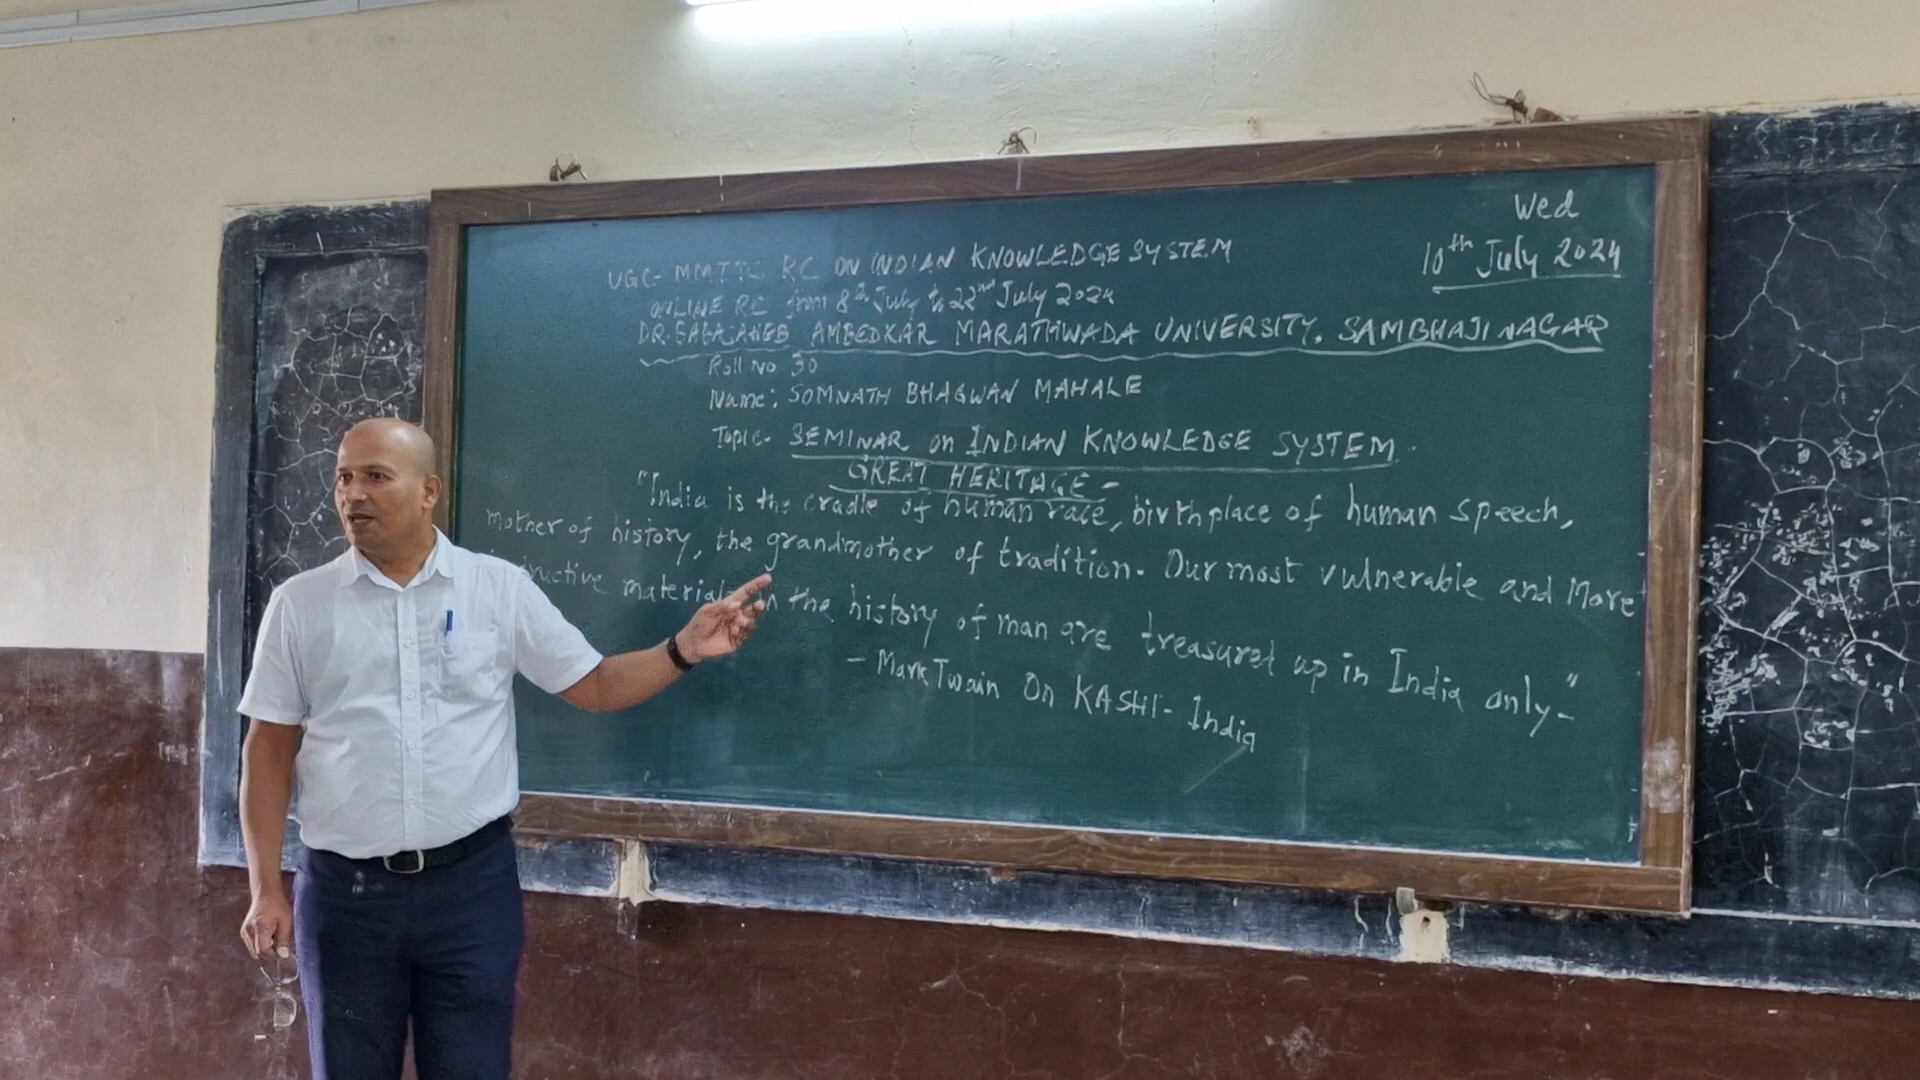 Wed
10th July 2024
UGC-MMTTC RC ON INDIAN KNOWLEDGE SYSTEM
ONLINE RC from 8th July to 22nd July 2024
DR. BABASAHEB AMBEDKAR MARATHWADA UNIVERSITY. SAMBHAJINAGAR
Roll No 30
Name: SOMNATH BHAGWAN MAHALE
Topic- SEMINAR on INDIAN KNOWLEDGE SYSTEM.
GREAT HERITAGE -
"India is the cradle of human race, birthplace of human speech,
mother of history, the grandmother of tradition. Our most vulnerable and More
materials in the history of man are treasured up in India only-"
- Mark Twain On KASHI- India